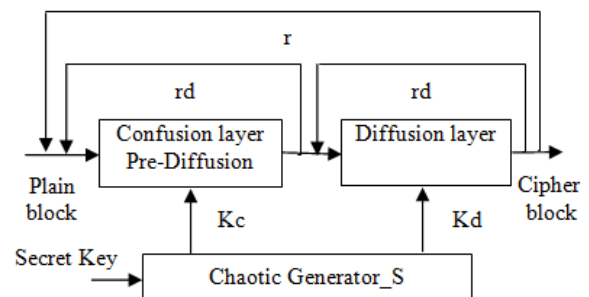 r
rd
rd
Confusion layer
Pre-Diffusion
Diffusion layer
Plain
block
Cipher
block
Kc
Kd
Secret Key
Chaotic Generator_S